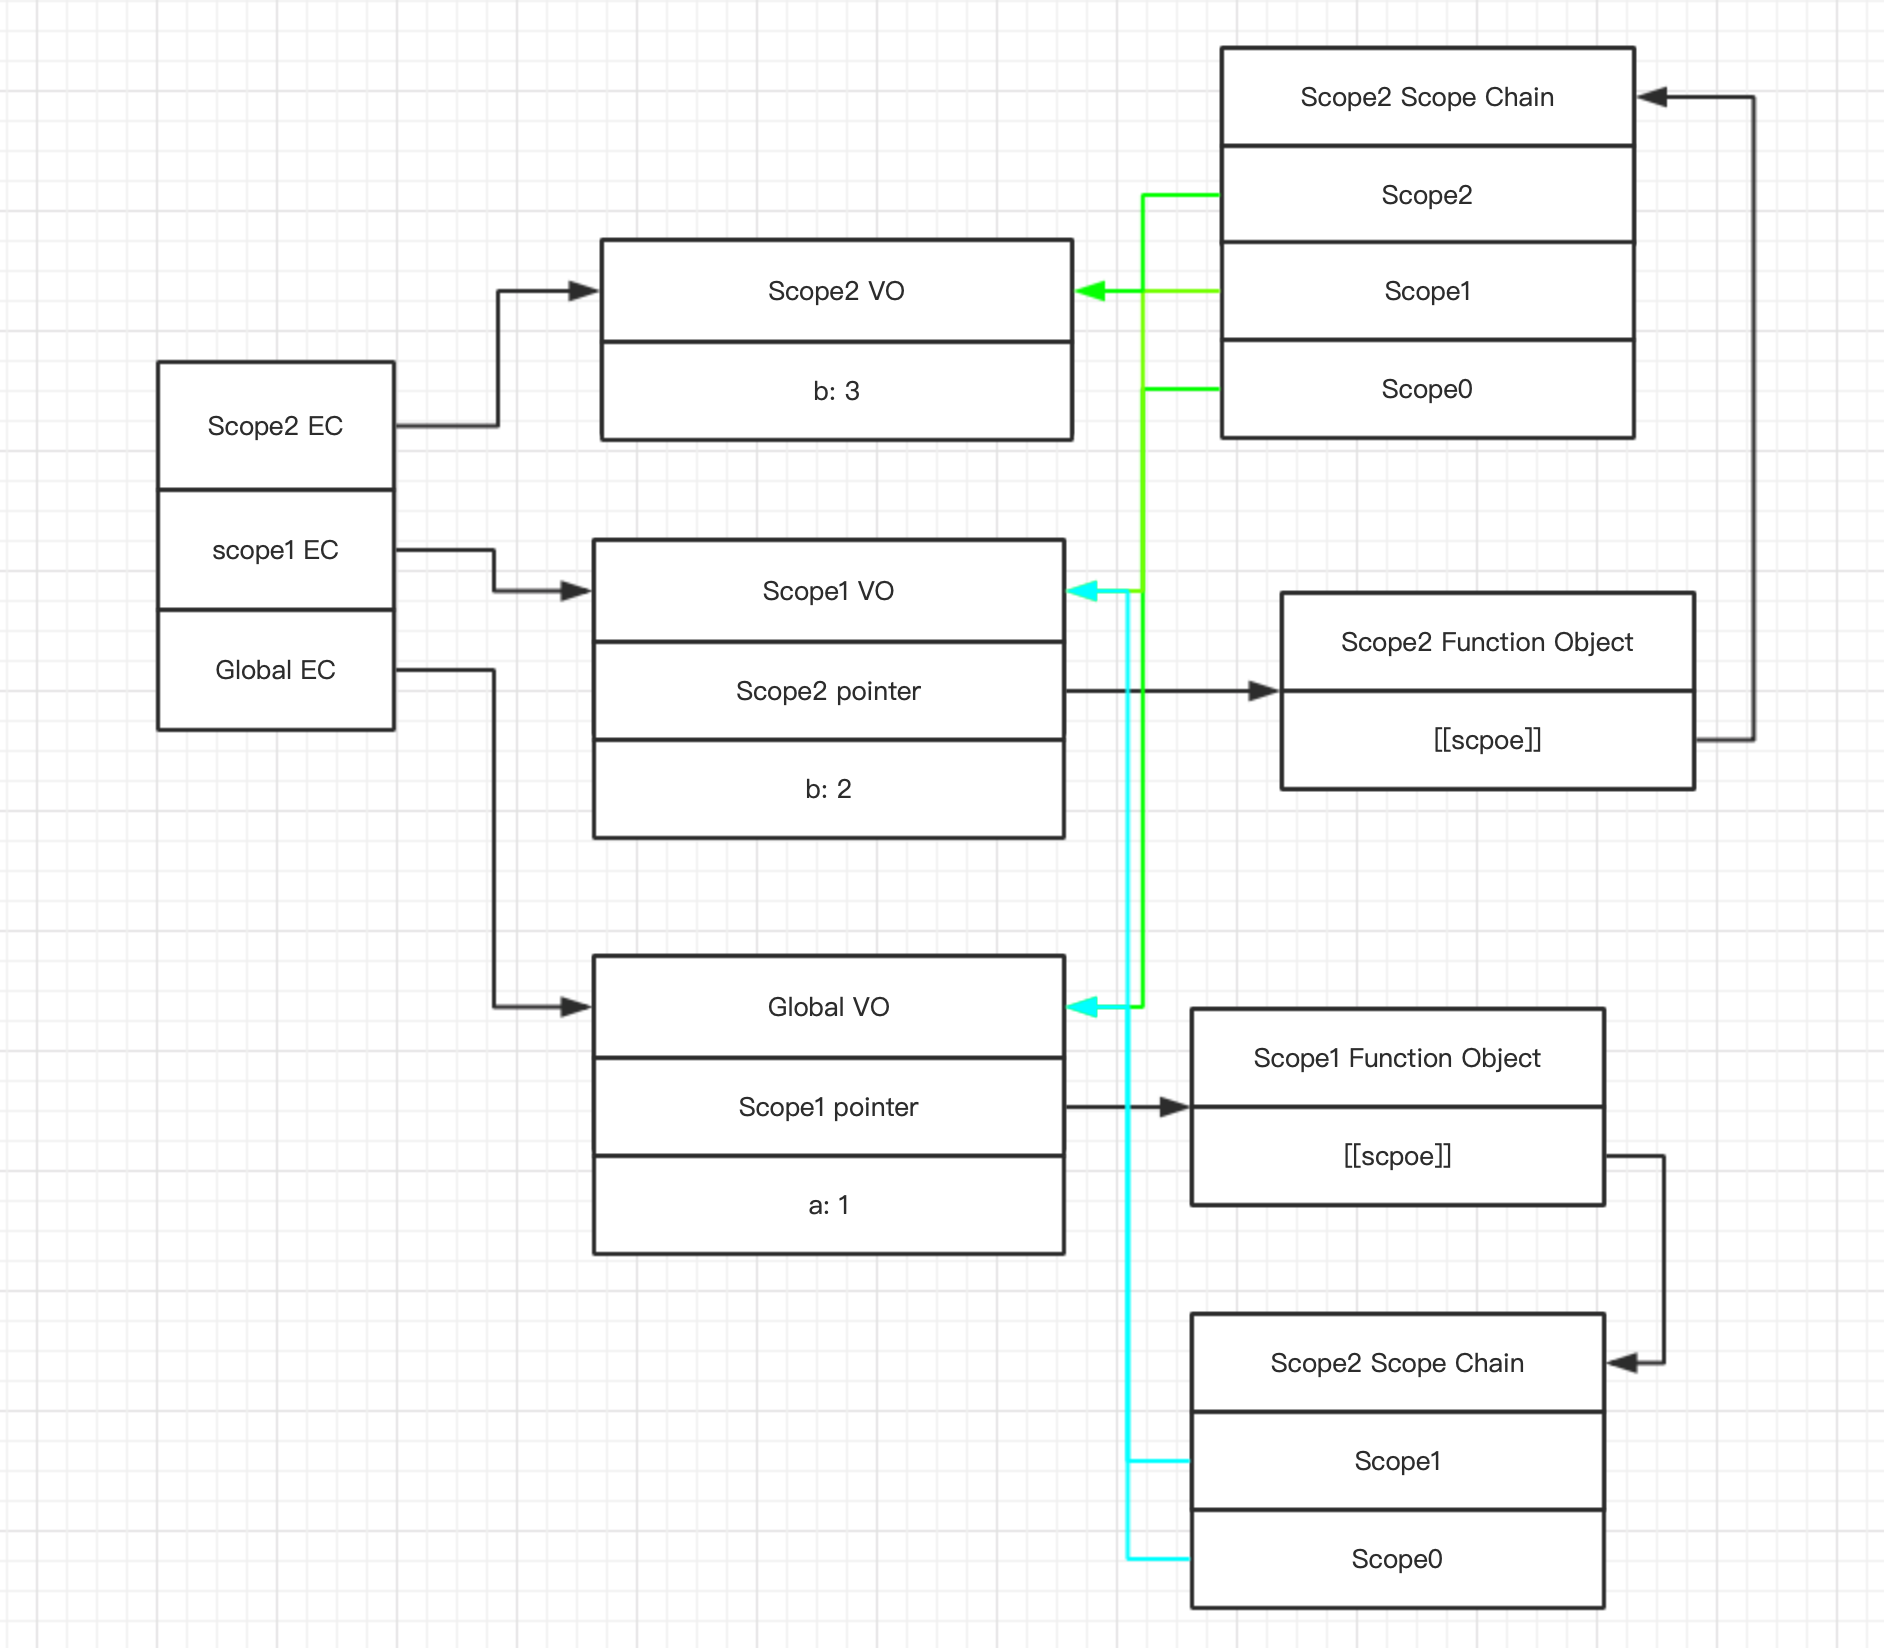 Scope2 EC
scope1 EC
Global EC
Scope2 VO
b: 3
Scope1 VO
Scope2 pointer
b: 2
Global VO
Scope1 pointer
a: 1
Scope2 Scope Chain
Scope2
Scope1
Scope0
Scope2 Function Object
[[scpoe]]
Scope1 Function Object
[[scpoe]]
Scope2 Scope Chain
Scope1
Scope0